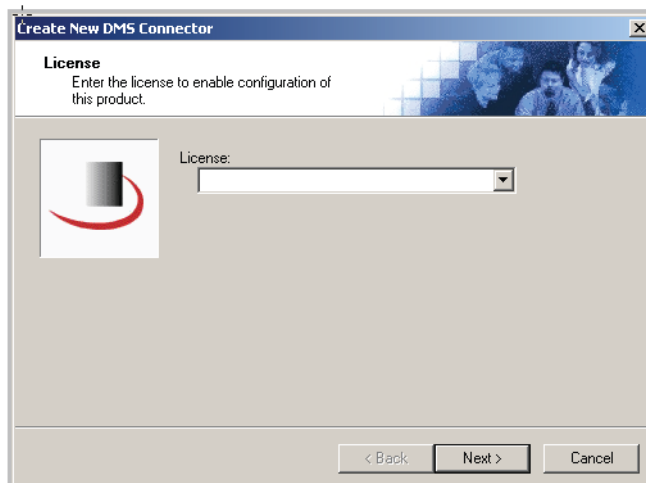 Create New DMS Connector
License
Enter the license to enable configuration of
this product.
License:
< Back
Next >
Cancel